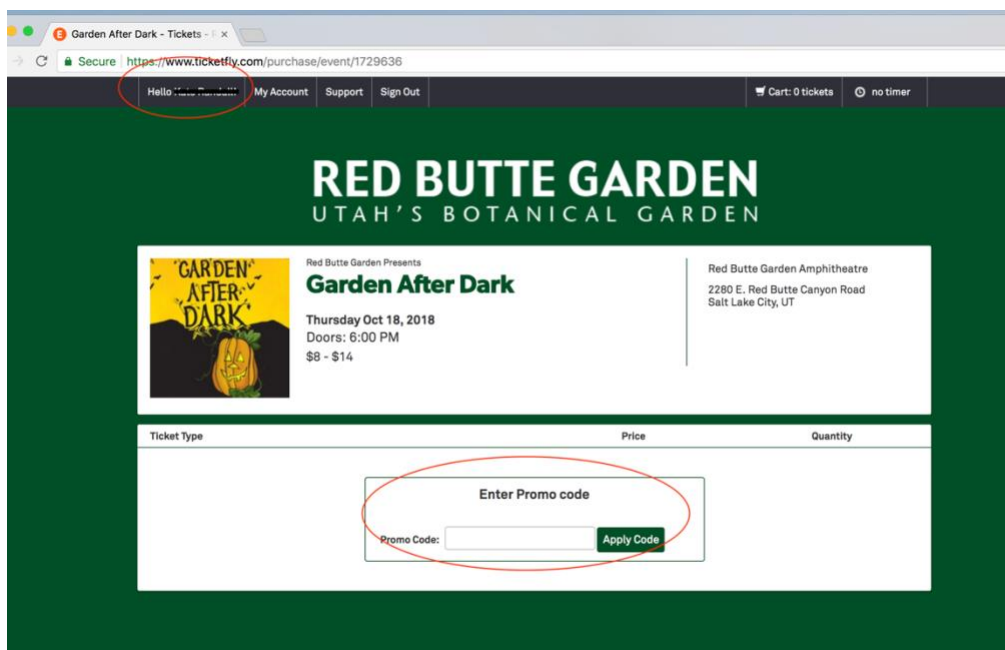 Garden After Dark - Tickets - F
Secure https://www.ticketfly.com/purchase/event/1729636
Hello My Account Support Sign Out Cart: 0 tickets no timer
RED BUTTE GARDEN
UTAH'S BOTANICAL GARDEN
GARDEN
AFTER
DARK
Red Butte Garden Presents
Garden After Dark
Thursday Oct 18, 2018
Doors: 6:00 PM
$8 - $14
Red Butte Garden Amphitheatre
2280 E. Red Butte Canyon Road
Salt Lake City, UT
Ticket Type Price Quantity
Enter Promo code
Promo Code: Apply Code